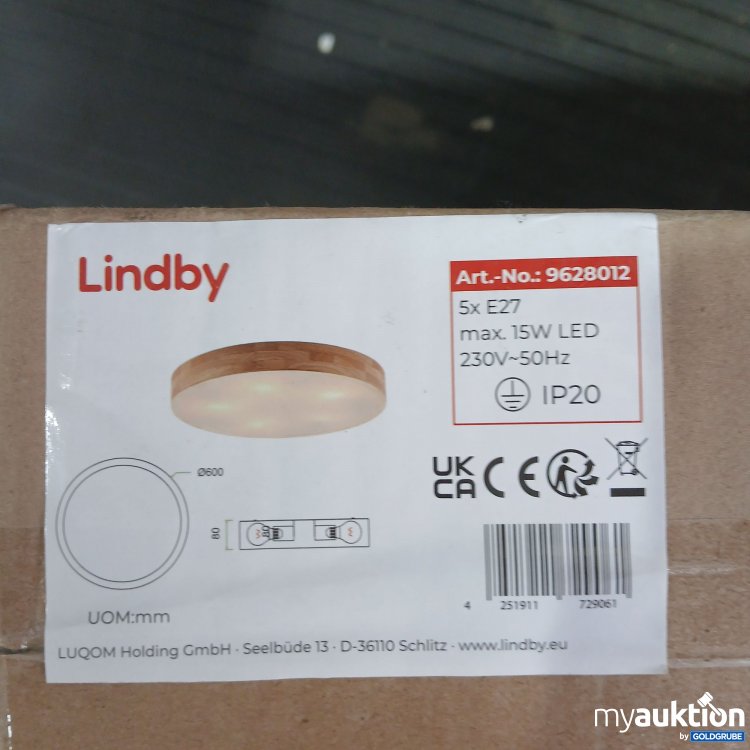 Lindby
Art.-No.: 9628012
5x E27
max. 15W LED
230V~50Hz
IP20
Ø600
80
UK
CA
CE
UOM:mm
4 251911 729061
LUQOM Holding GmbH · Seelbüde 13 · D-36110 Schlitz · www.lindby.eu
myauktion
by GOLDGRUBE